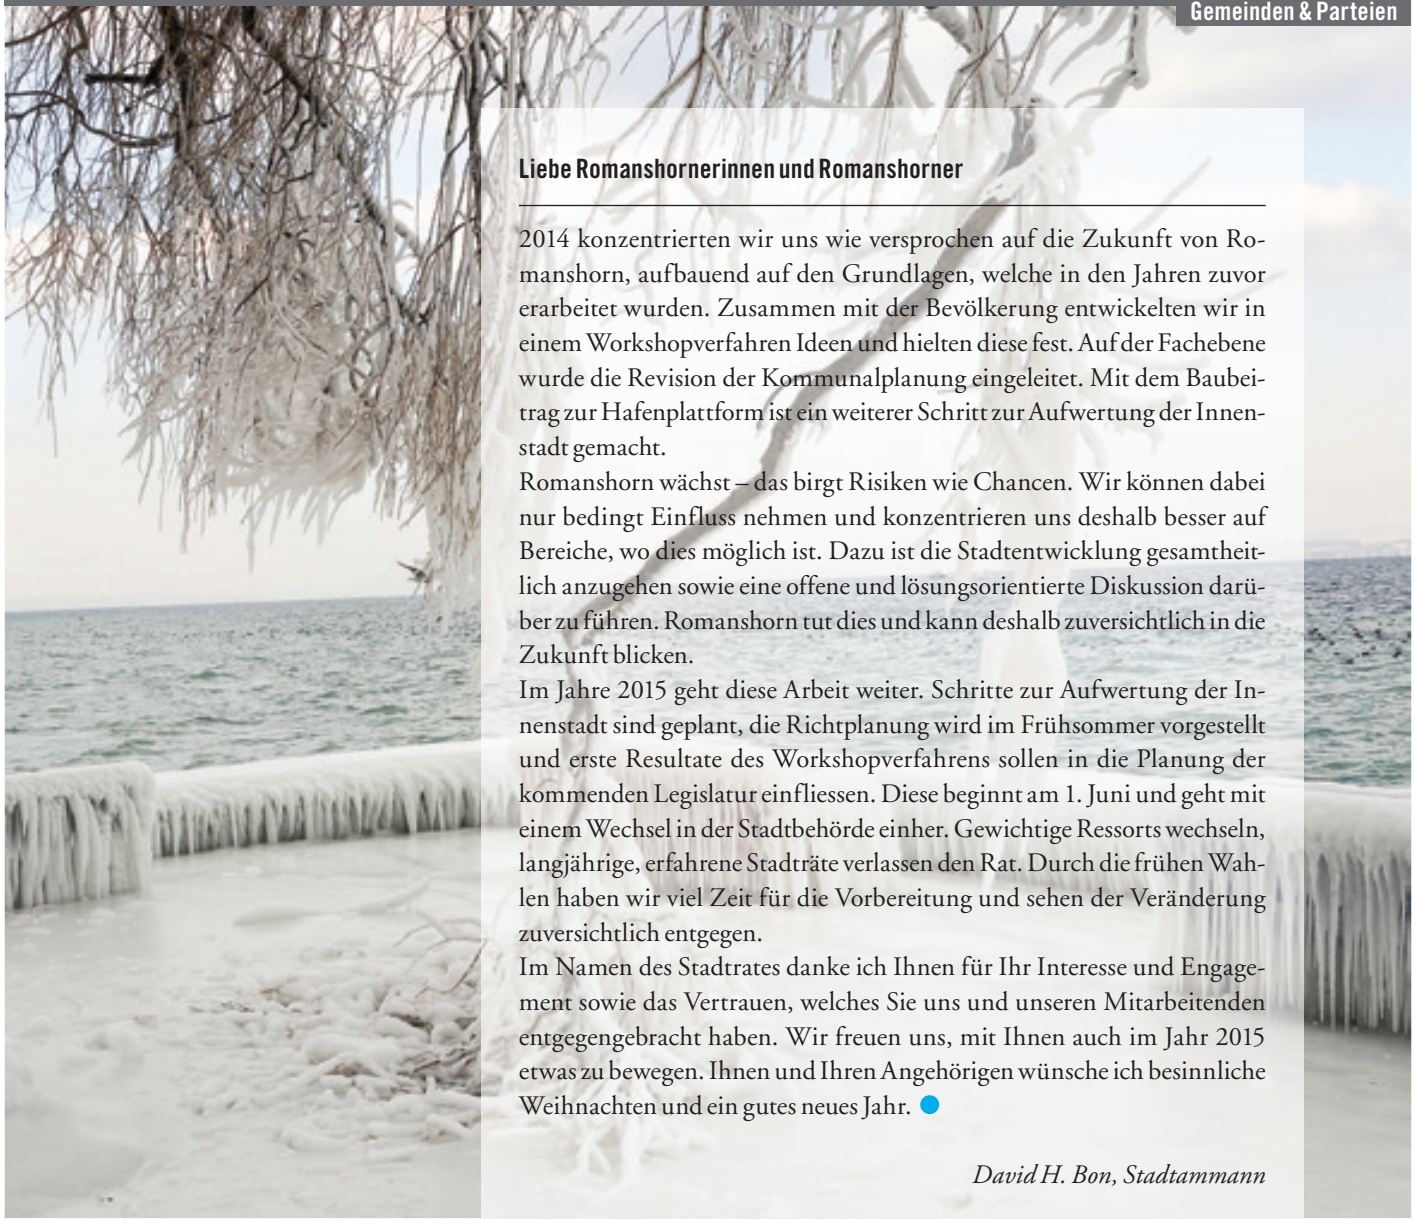 Gemeinden & Parteien
Liebe Romanshornerinnen und Romanshorner
2014 konzentrierten wir uns wie versprochen auf die Zukunft von Ro-
manshorn, aufbauend auf den Grundlagen, welche in den Jahren zuvor
erarbeitet wurden. Zusammen mit der Bevölkerung entwickelten wir in
einem Workshopverfahren Ideen und hielten diese fest. Auf der Fachebene
wurde die Revision der Kommunalplanung eingeleitet. Mit dem Baubei-
trag zur Hafenplattform ist ein weiterer Schritt zur Aufwertung der Innen-
stadt gemacht.
Romanshorn wächst – das birgt Risiken wie Chancen. Wir können dabei
nur bedingt Einfluss nehmen und konzentrieren uns deshalb besser auf
Bereiche, wo dies möglich ist. Dazu ist die Stadtentwicklung gesamtheit-
lich anzugehen sowie eine offene und lösungsorientierte Diskussion darü-
ber zu führen. Romanshorn tut dies und kann deshalb zuversichtlich in die
Zukunft blicken.
Im Jahre 2015 geht diese Arbeit weiter. Schritte zur Aufwertung der In-
nenstadt sind geplant, die Richtplanung wird im Frühsommer vorgestellt
und erste Resultate des Workshopverfahrens sollen in die Planung der
kommenden Legislatur einfliessen. Diese beginnt am 1. Juni und geht mit
einem Wechsel in der Stadtbehörde einher. Gewichtige Ressorts wechseln,
langjährige, erfahrene Stadträte verlassen den Rat. Durch die frühen Wah-
len haben wir viel Zeit für die Vorbereitung und sehen der Veränderung
zuversichtlich entgegen.
Im Namen des Stadtrates danke ich Ihnen für Ihr Interesse und Engage-
ment sowie das Vertrauen, welches Sie uns und unseren Mitarbeitenden
entgegengebracht haben. Wir freuen uns, mit Ihnen auch im Jahr 2015
etwas zu bewegen. Ihnen und Ihren Angehörigen wünsche ich besinnliche
Weihnachten und ein gutes neues Jahr.
David H. Bon, Stadtammann